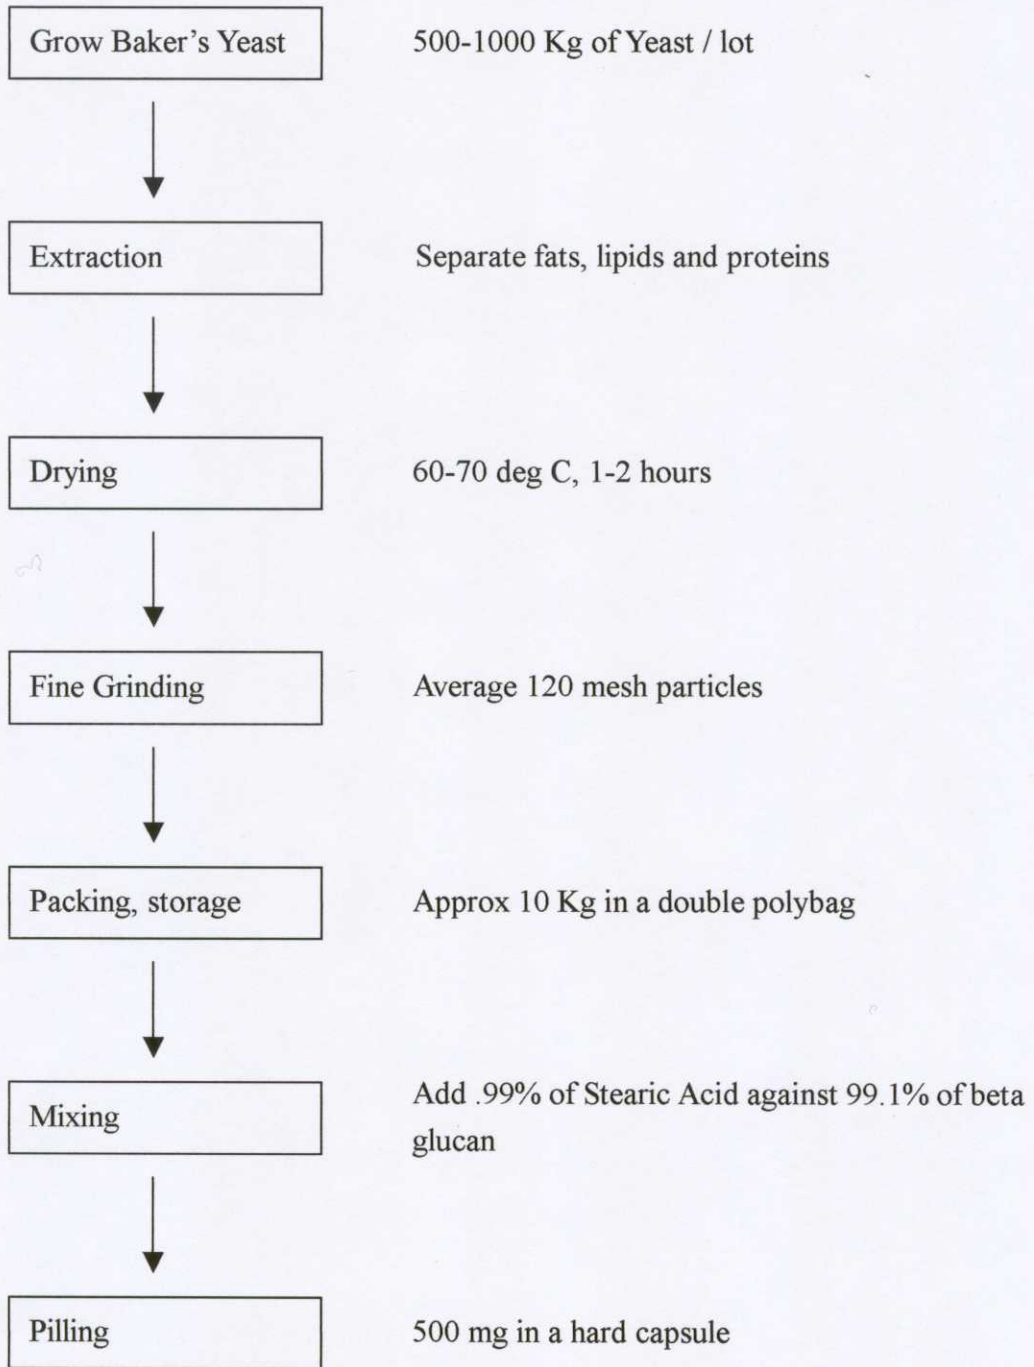 Grow Baker’s Yeast 500-1000 Kg of Yeast / lot
Extraction Separate fats, lipids and proteins
Drying 60-70 deg C, 1-2 hours
Fine Grinding Average 120 mesh particles
Packing, storage Approx 10 Kg in a double polybag
Mixing Add .99% of Stearic Acid against 99.1% of beta
glucan
Pilling 500 mg in a hard capsule